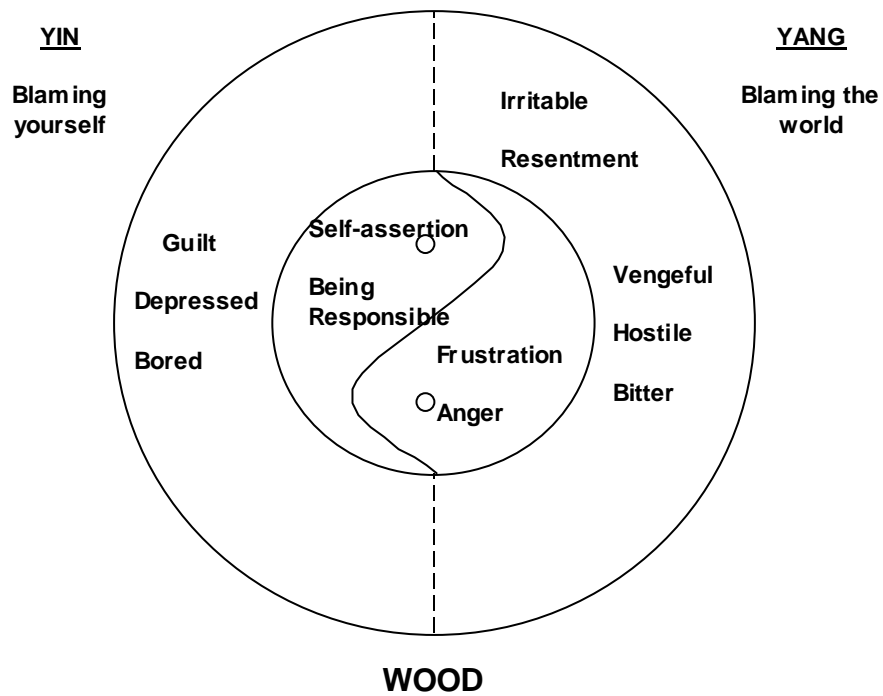 YIN
Blaming
yourself
YANG
Blaming the
world
Irritable
Resentment
Self-assertion
Being
Responsible
Guilt
Depressed
Bored
Vengeful
Hostile
Bitter
Frustration
Anger
WOOD